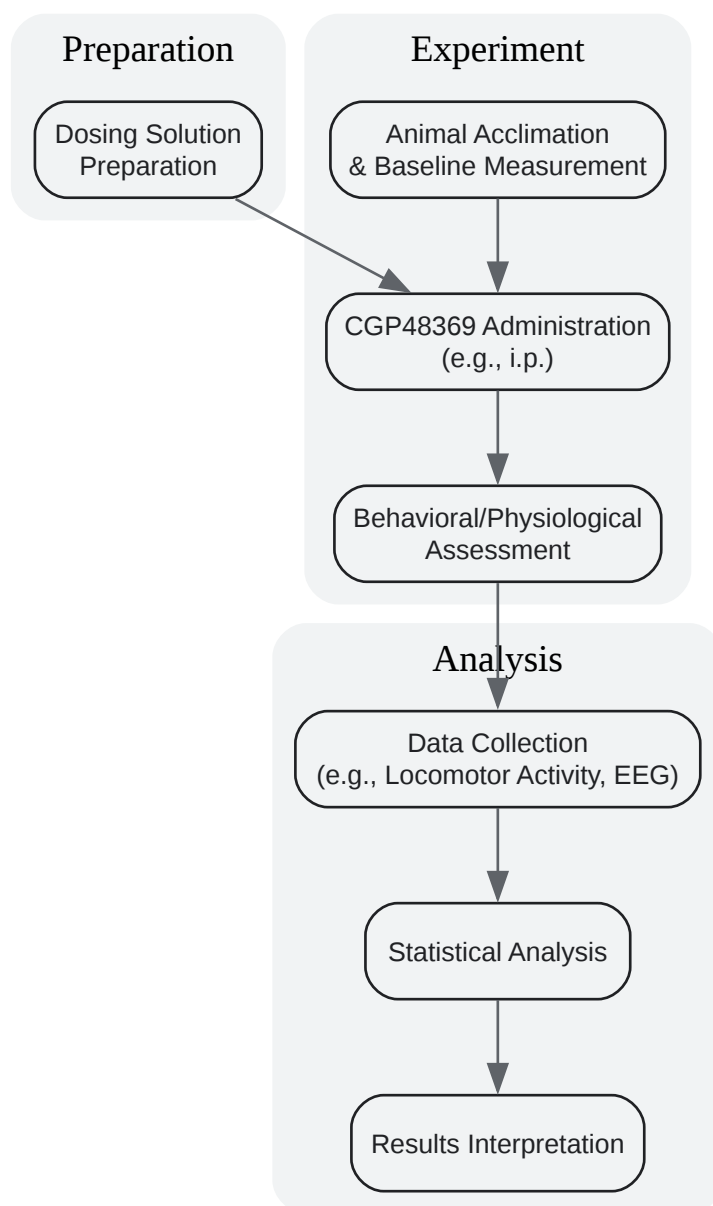 Preparation
Dosing Solution
Preparation
Experiment
Animal Acclimation
& Baseline Measurement
CGP48369 Administration
(e.g., i.p.)
Behavioral/Physiological
Assessment
Analysis
Data Collection
(e.g., Locomotor Activity, EEG)
Statistical Analysis
Results Interpretation